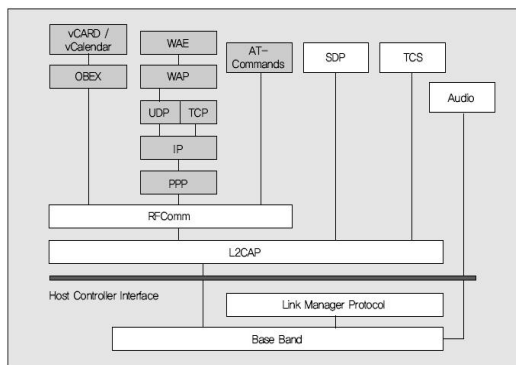 vCARD /
vCalendar
WAE
AT-
Commands
SDP
TCS
OBEX
WAP
Audio
UDP
TCP
IP
PPP
RFComm
L2CAP
Host Controller Interface
Link Manager Protocol
Base Band